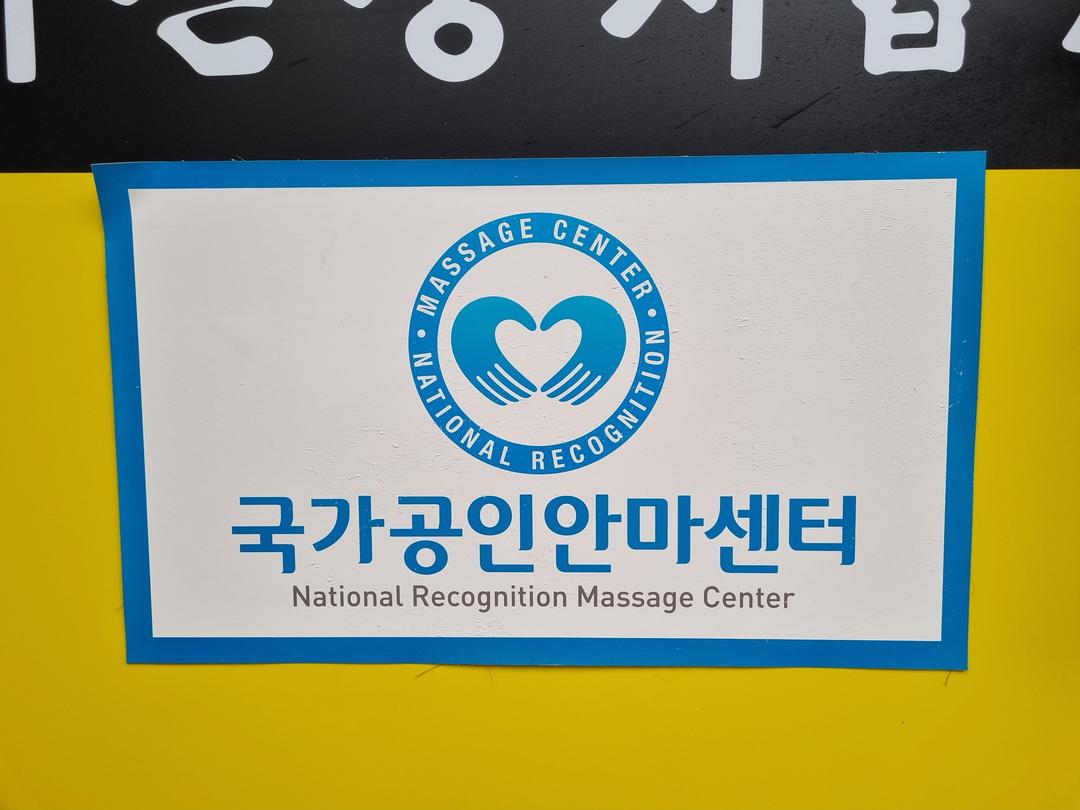 MASSAGE CENTER
NATIONAL RECOGNITION
국가공인안마센터
National Recognition Massage Center